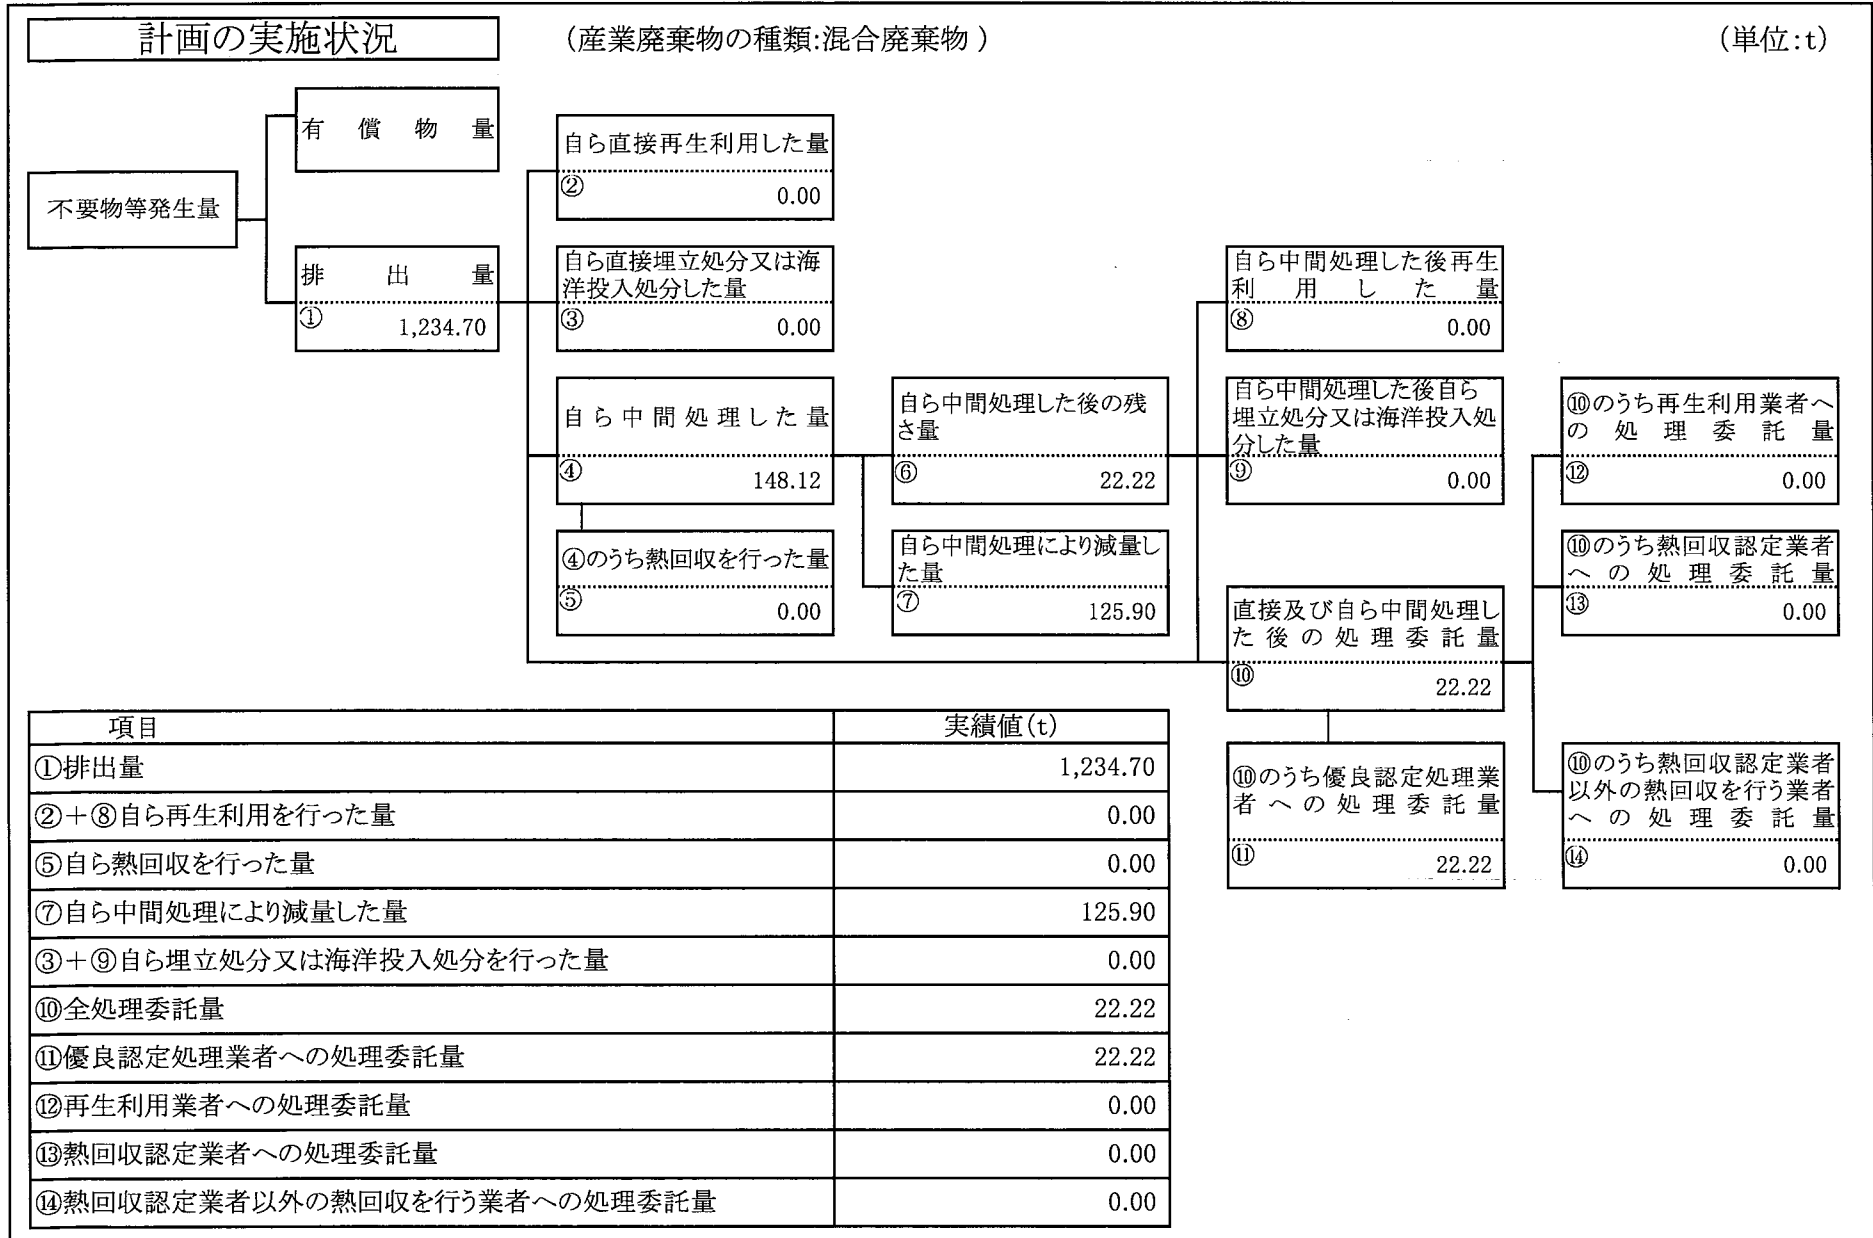 計画の実施状況
（産業廃棄物の種類:混合廃棄物 ）
（単位:t）
有償物量
不要物等発生量
排出量
① 1,234.70
自ら直接再生利用した量
② 0.00
自ら直接埋立処分又は海
洋投入処分した量
③ 0.00
自ら中間処理した量
④ 148.12
④のうち熱回収を行った量
⑤ 0.00
自ら中間処理した後の残
さ量
⑥ 22.22
自ら中間処理により減量し
た量
⑦ 125.90
自ら中間処理した後再生
利用した量
⑧ 0.00
自ら中間処理した後自ら
埋立処分又は海洋投入処
分した量
⑨ 0.00
直接及び自ら中間処理し
た後の処理委託量
⑩ 22.22
⑩のうち優良認定処理業
者への処理委託量
⑪ 22.22
⑩のうち再生利用業者へ
の処理委託量
⑫ 0.00
⑩のうち熱回収認定業者
への処理委託量
⑬ 0.00
⑩のうち熱回収認定業者
以外の熱回収を行う業者
への処理委託量
⑭ 0.00
項目 実績値(t)
①排出量 1,234.70
②＋⑧自ら再生利用を行った量 0.00
⑤自ら熱回収を行った量 0.00
⑦自ら中間処理により減量した量 125.90
③＋⑨自ら埋立処分又は海洋投入処分を行った量 0.00
⑩全処理委託量 22.22
⑪優良認定処理業者への処理委託量 22.22
⑫再生利用業者への処理委託量 0.00
⑬熱回収認定業者への処理委託量 0.00
⑭熱回収認定業者以外の熱回収を行う業者への処理委託量 0.00